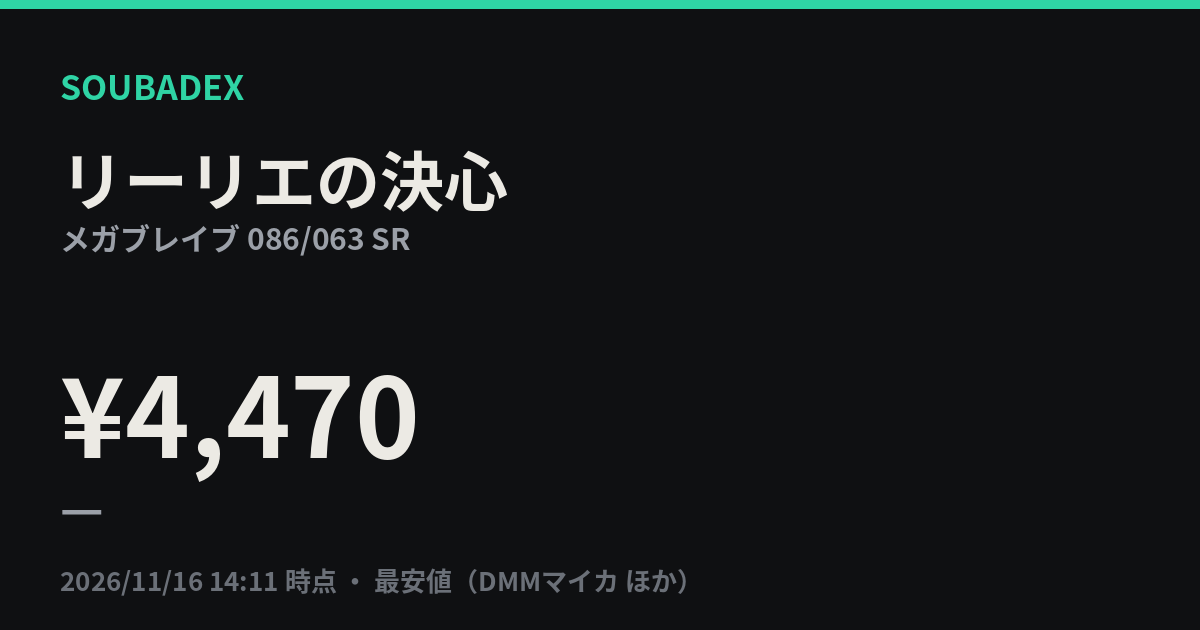 SOUBADEX
リーリエの決心
メガブレイブ 086/063 SR
¥4,470
—
2026/11/16 14:11 時点 ・ 最安値（DMMマイカ ほか）